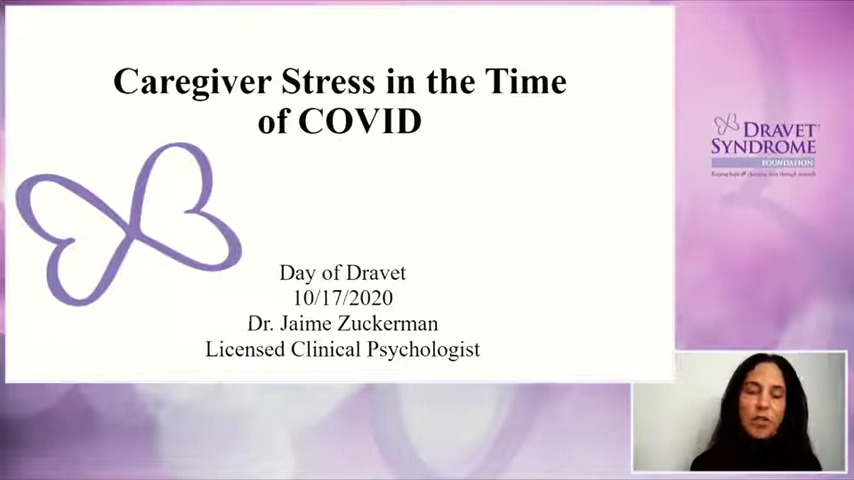 Caregiver Stress in the Time
of COVID
Day of Dravet
10/17/2020
Dr. Jaime Zuckerman
Licensed Clinical Psychologist
DRAVET
SYNDROME
FOUNDATION